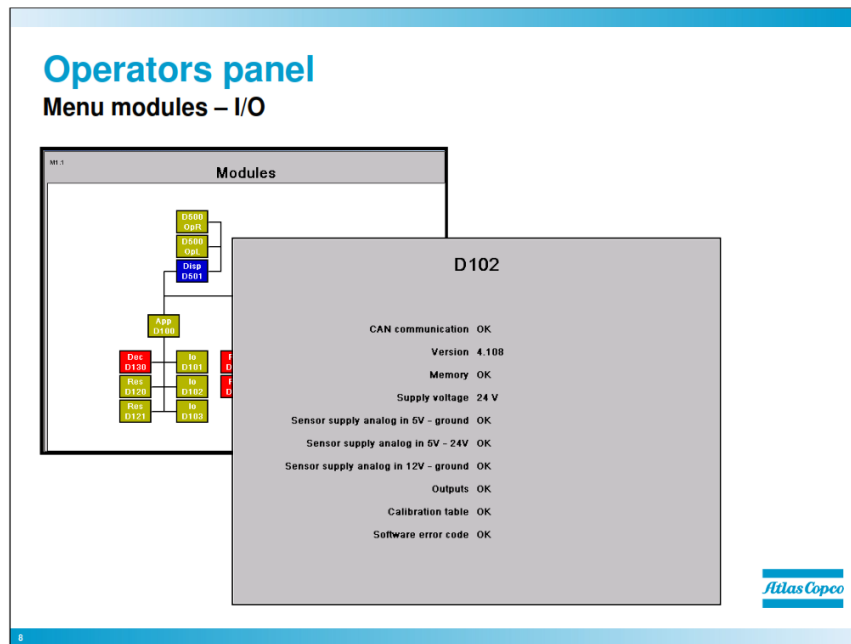 Operators panel
Menu modules – I/O
M1.1
Modules
D500
OpR
D500
OpL
Disp
D501
App
D100
Dec
D130
Io
D101
Res
D120
Io
D102
Res
D121
Io
D103
D102
CAN communication OK
Version 4.108
Memory OK
Supply voltage 24 V
Sensor supply analog in 5V - ground OK
Sensor supply analog in 5V - 24V OK
Sensor supply analog in 12V - ground OK
Outputs OK
Calibration table OK
Software error code OK
Atlas Copco
8